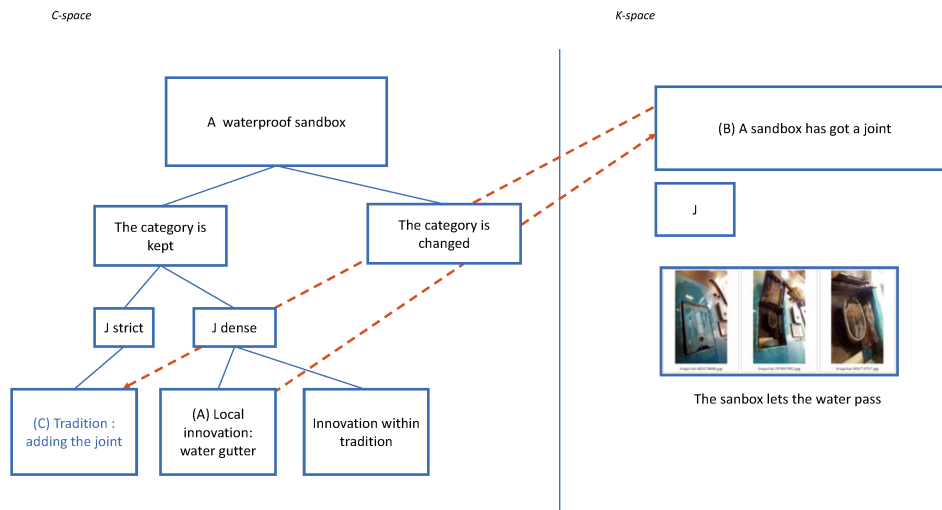 C-space
K-space
A waterproof sandbox
(B) A sandbox has got a joint
J
The category is
kept
The category is
changed
J strict
J dense
(C) Tradition :
adding the joint
(A) Local
innovation:
water gutter
Innovation within
tradition
The sanbox lets the water pass